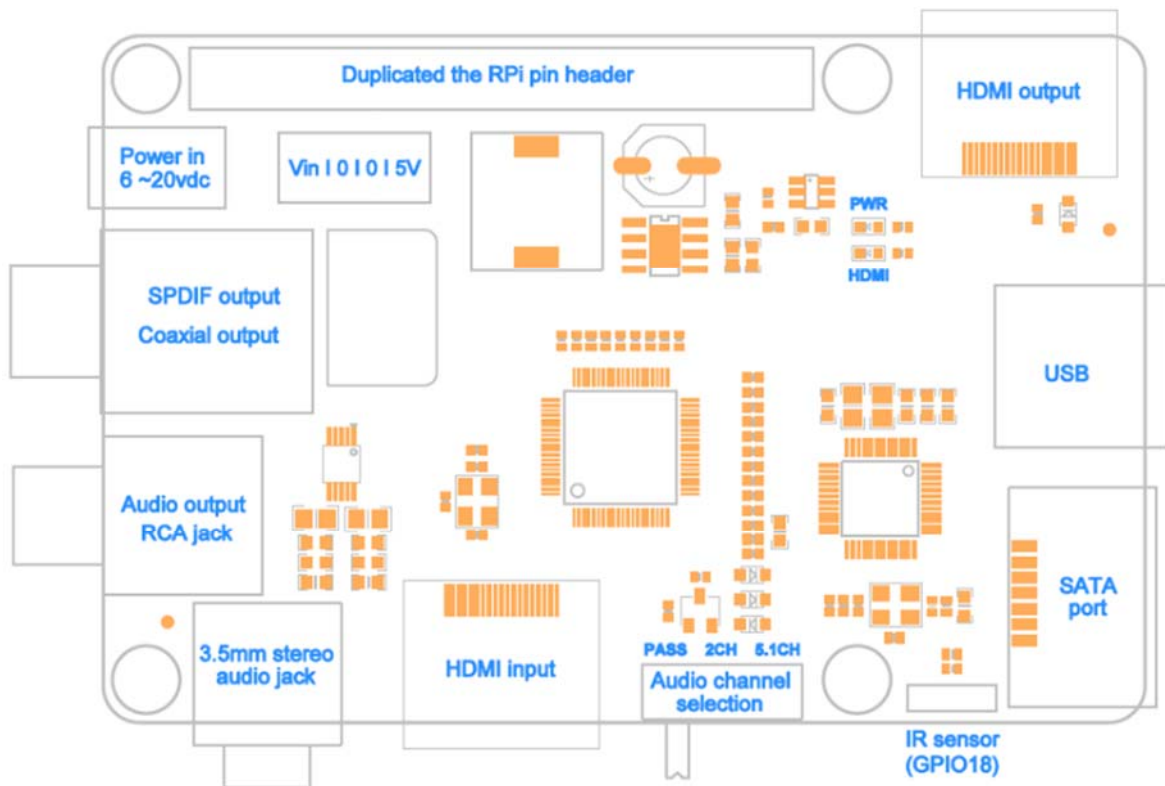 Duplicated the RPi pin header
HDMI output
Power in
6 ~20vdc
Vin I 0 I 0 I 5V
PWR
HDMI
SPDIF output
Coaxial output
USB
Audio output
RCA jack
SATA
port
3.5mm stereo
audio jack
HDMI input
PASS 2CH 5.1CH
Audio channel
selection
IR sensor
(GPIO18)